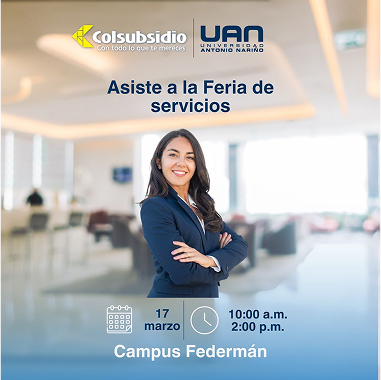 Colsubsidio
Con todo lo que te mereces
UAN
UNIVERSIDAD
ANTONIO NARIÑO
Asiste a la Feria de
servicios
17
marzo
10:00 a.m.
2:00 p.m.
Campus Federmán